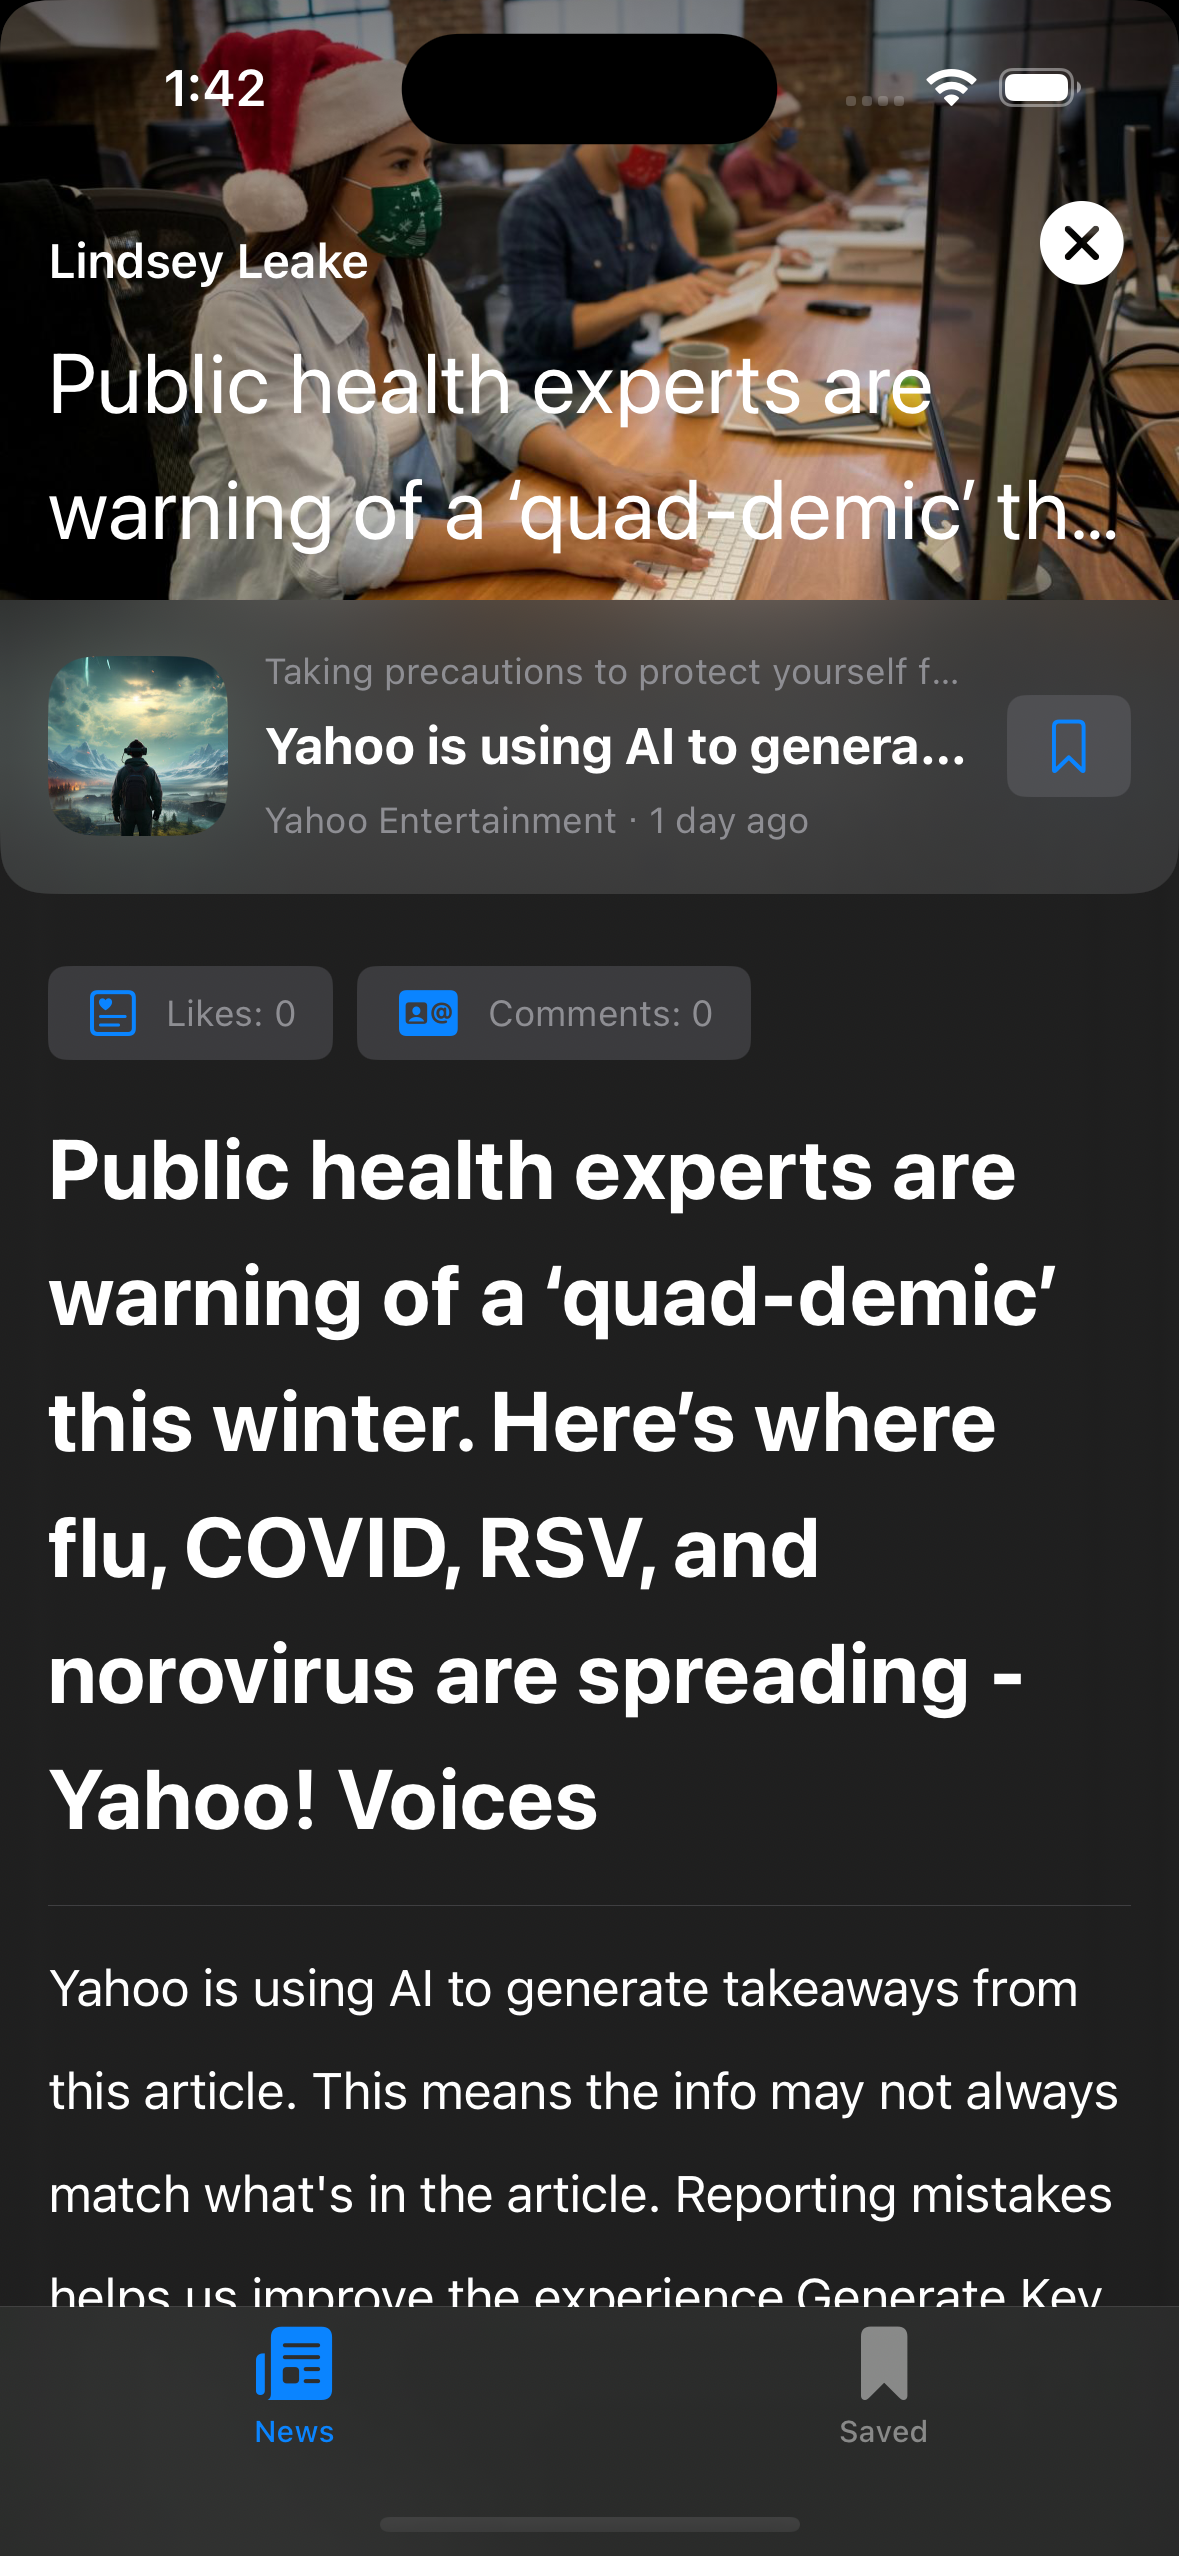 1:42
Lindsey Leake
Public health experts are
warning of a ‘quad-demic’ th...
Taking precautions to protect yourself f...
Yahoo is using AI to genera...
Yahoo Entertainment · 1 day ago
Likes: 0
Comments: 0
Public health experts are
warning of a ‘quad-demic’
this winter. Here’s where
flu, COVID, RSV, and
norovirus are spreading -
Yahoo! Voices
Yahoo is using AI to generate takeaways from
this article. This means the info may not always
match what's in the article. Reporting mistakes
helps us improve the experience.Generate Key
News
Saved